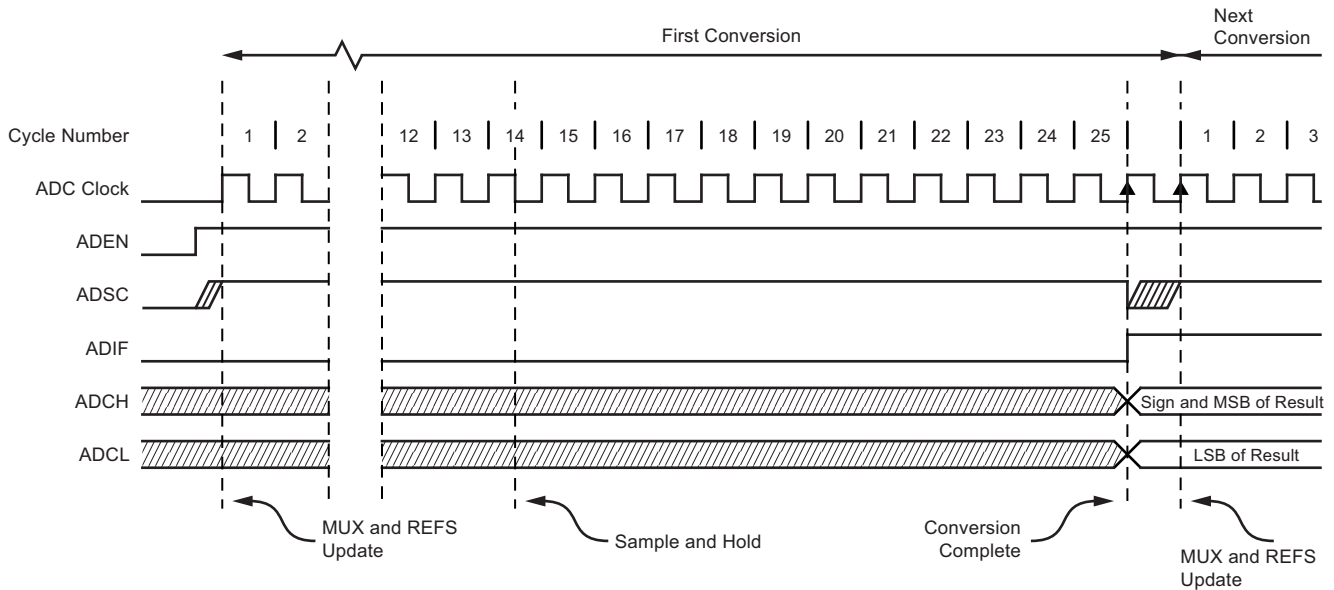 First Conversion
Next
Conversion
Cycle Number 1 2 12 13 14 15 16 17 18 19 20 21 22 23 24 25 1 2 3
ADC Clock
ADEN
ADSC
ADIF
ADCH Sign and MSB of Result
ADCL LSB of Result
MUX and REFS
Update
Sample and Hold
Conversion
Complete
MUX and REFS
Update